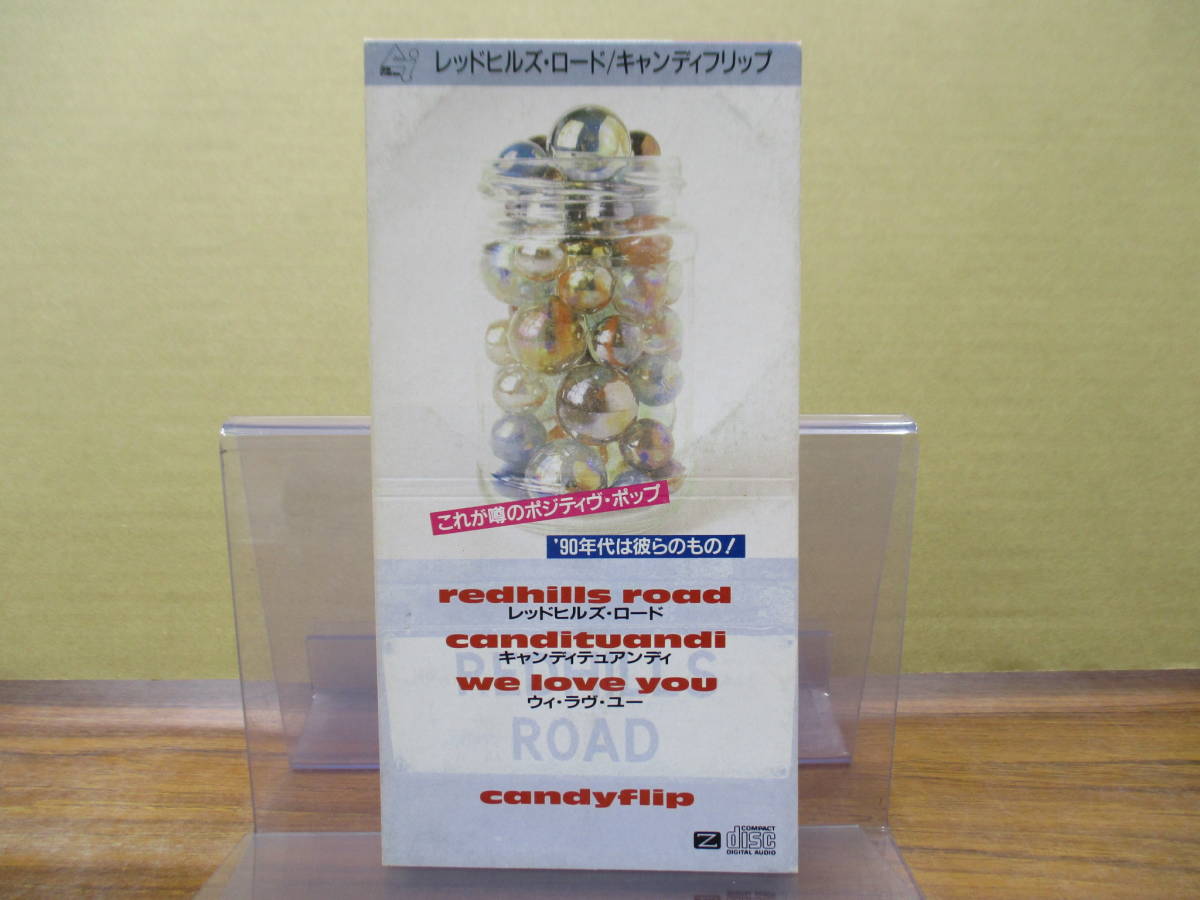 レッドヒルズ・ロード/キャンディフリップ
これが噂のポジティヴ・ポップ
'90年代は彼らのもの!
redhills road
レッドヒルズ・ロード
candituandi
キャンディテュアンディ
we love you
ウィ・ラヴ・ユー
REDHILLS
ROAD
candyflip
Z
COMPACT
disc
DIGITAL AUDIO